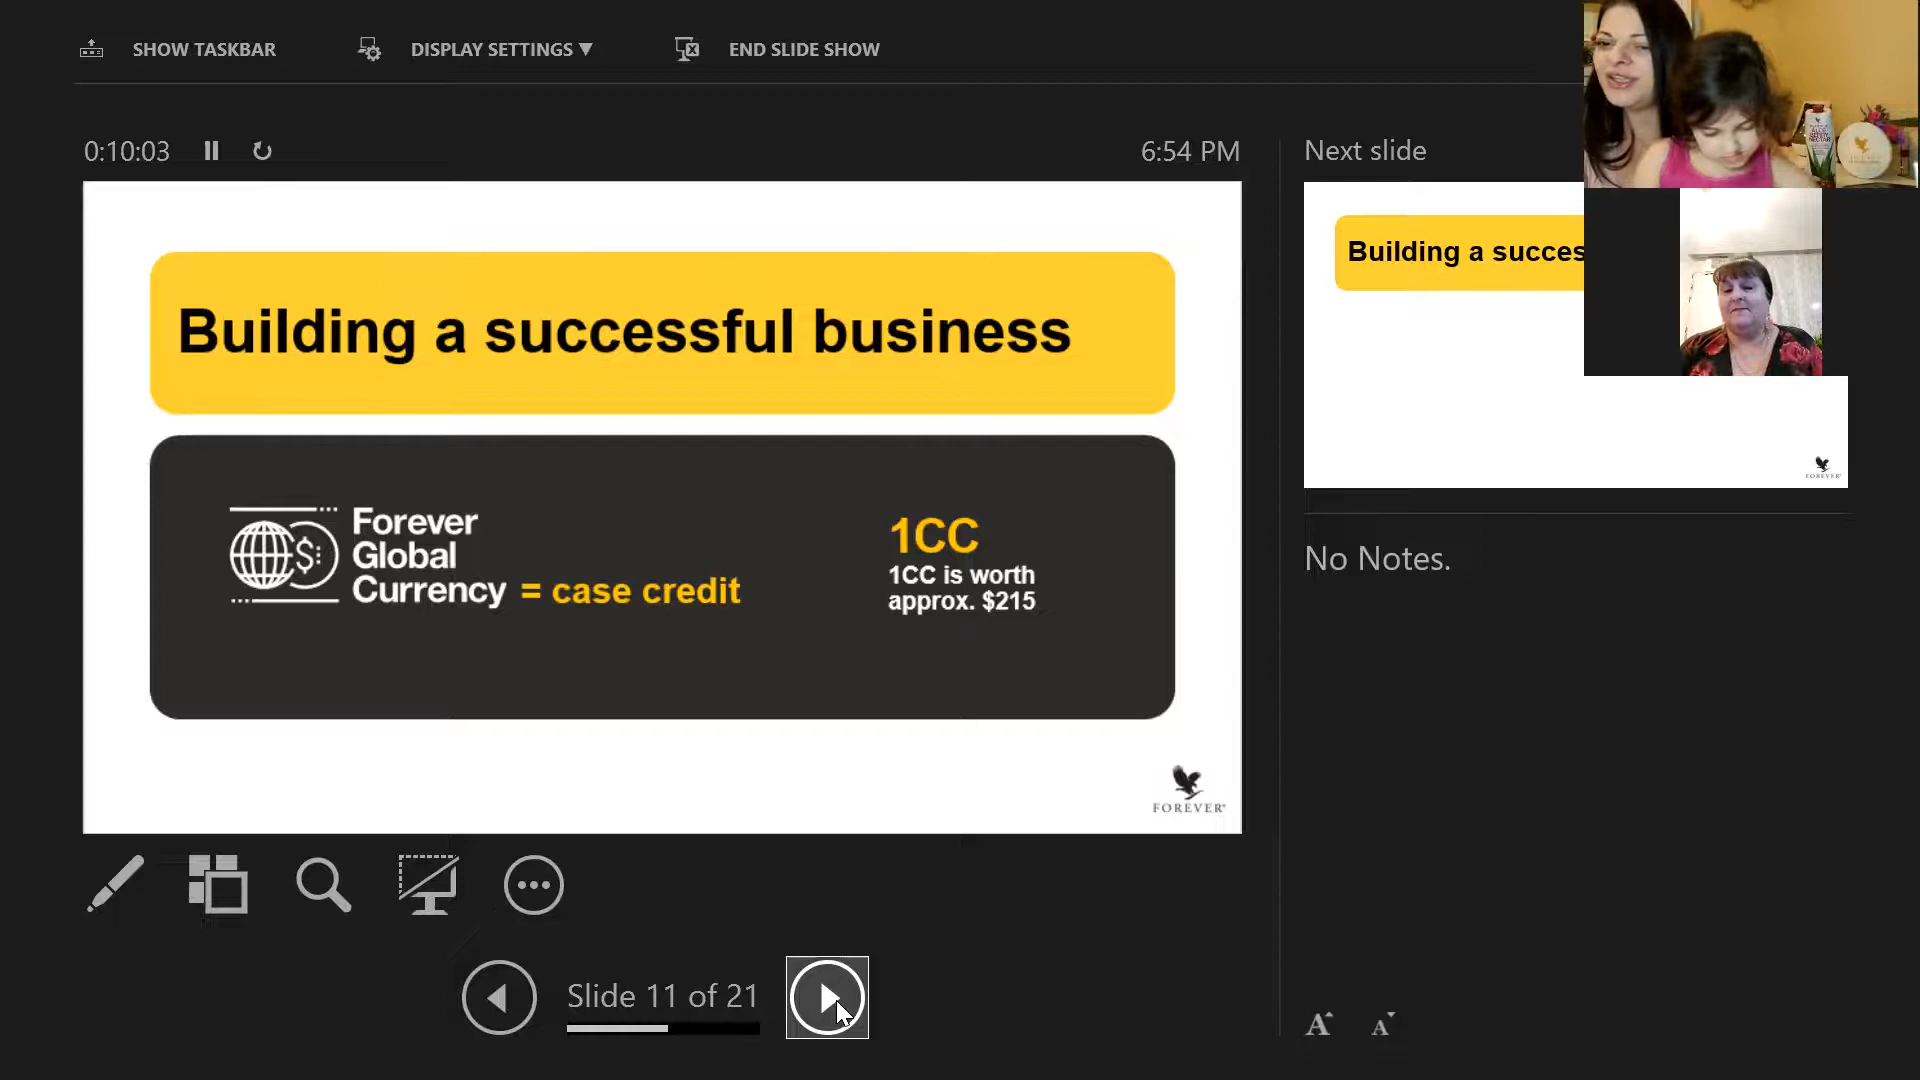 SHOW TASKBAR
DISPLAY SETTINGS ▼
END SLIDE SHOW
0:10:03
6:54 PM
Next slide
Building a successful business
Forever
Global
Currency = case credit
1CC
1CC is worth
approx. $215
FOREVER
Building a succes
FOREVER
No Notes.
Slide 11 of 21
A
A